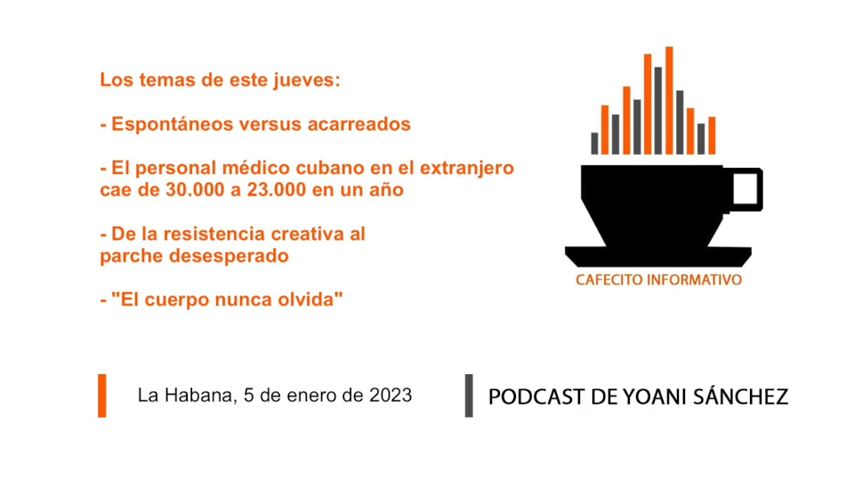 Los temas de este jueves:
- Espontáneos versus acarreados
- El personal médico cubano en el extranjero
cae de 30.000 a 23.000 en un año
- De la resistencia creativa al
parche desesperado
- "El cuerpo nunca olvida"
CAFECITO INFORMATIVO
La Habana, 5 de enero de 2023
PODCAST DE YOANI SÁNCHEZ